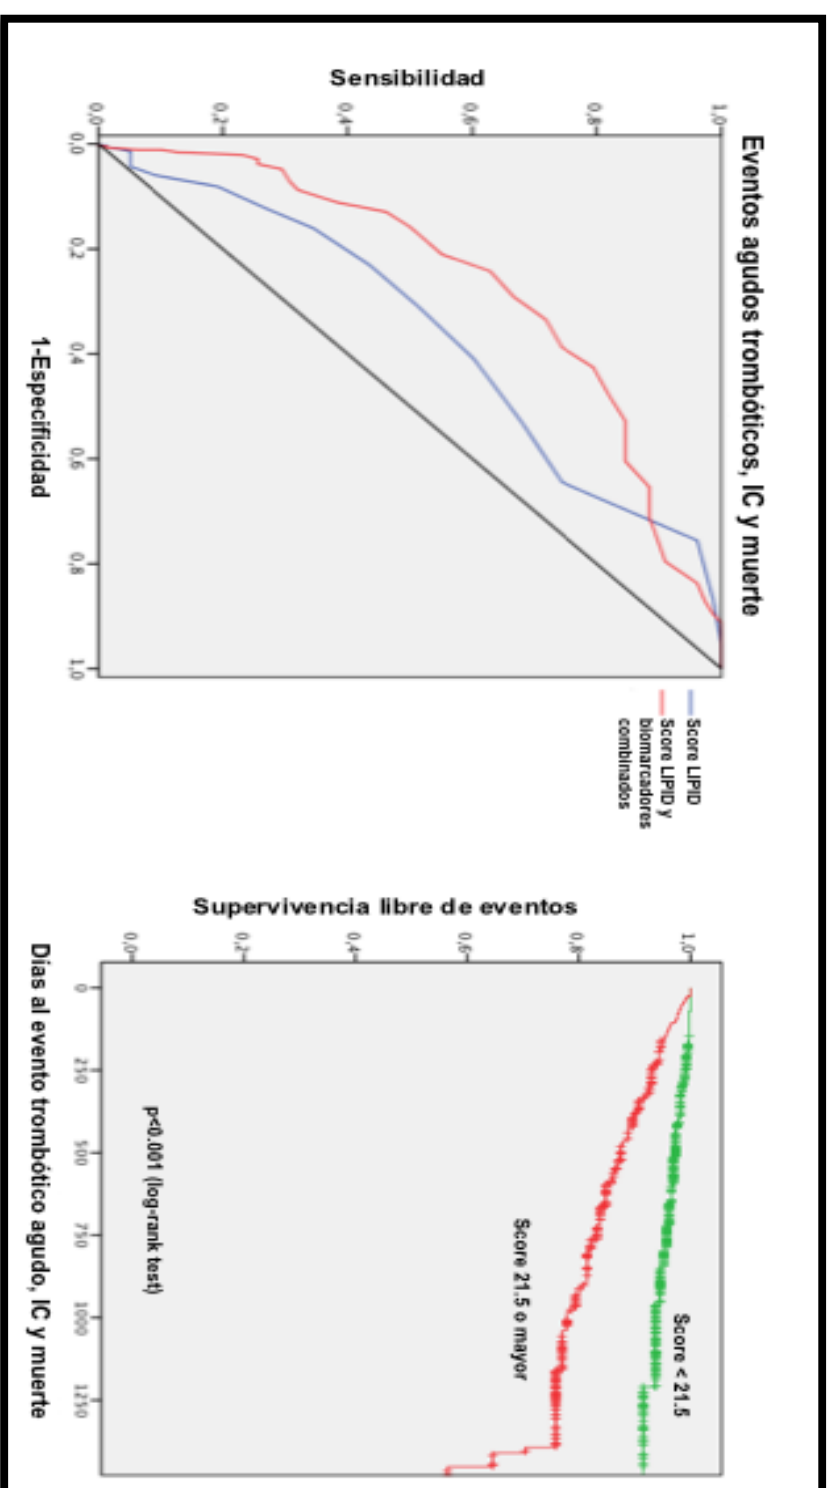 Eventos agudos trombóticos, IC y muerte
Sensibilidad
1,0
0,8
0,6
0,4
0,2
0,0
0,0
0,2
0,4
0,6
0,8
1,0
1-Especificidad
Score LIPID
Score LIPID y
biomarcadores
combinados
Supervivencia libre de eventos
1,0
0,8
0,6
0,4
0,2
0,0
Score < 21.5
Score 21.5 o mayor
p<0.001 (log-rank test)
0
250
500
750
1000
1250
Dias al evento trombótico agudo, IC y muerte